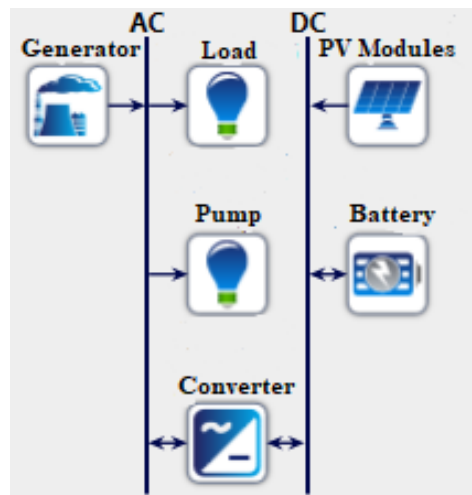 AC DC
Generator Load PV Modules
Pump Battery
Converter